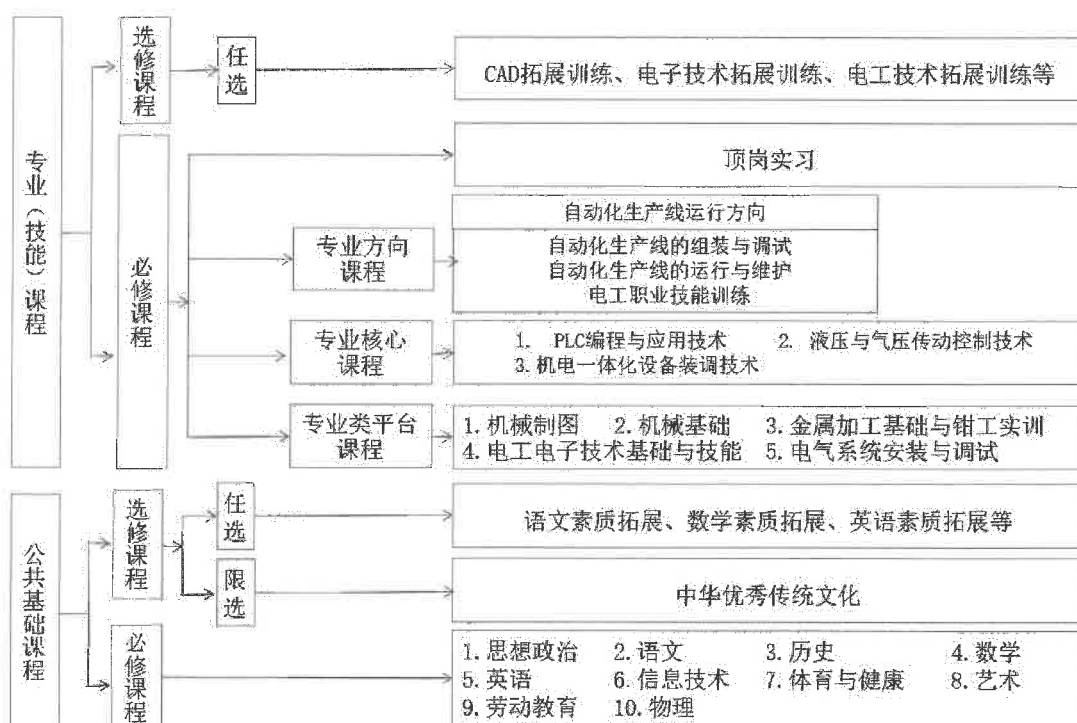 专业（技能）课程
选修课程
任选
CAD拓展训练、电子技术拓展训练、电工技术拓展训练等
必修课程
顶岗实习
专业方向
课程
自动化生产线运行方向
自动化生产线的组装与调试
自动化生产线的运行与维护
电工职业技能训练
专业核心
课程
1. PLC编程与应用技术 2. 液压与气压传动控制技术
3. 机电一体化设备装调技术
专业类平台
课程
1. 机械制图 2. 机械基础 3. 金属加工基础与钳工实训
4. 电工电子技术基础与技能 5. 电气系统安装与调试
公共基础课程
选修课程
任选
语文素质拓展、数学素质拓展、英语素质拓展等
限选
中华优秀传统文化
必修课程
1. 思想政治 2. 语文 3. 历史 4. 数学
5. 英语 6. 信息技术 7. 体育与健康 8. 艺术
9. 劳动教育 10. 物理